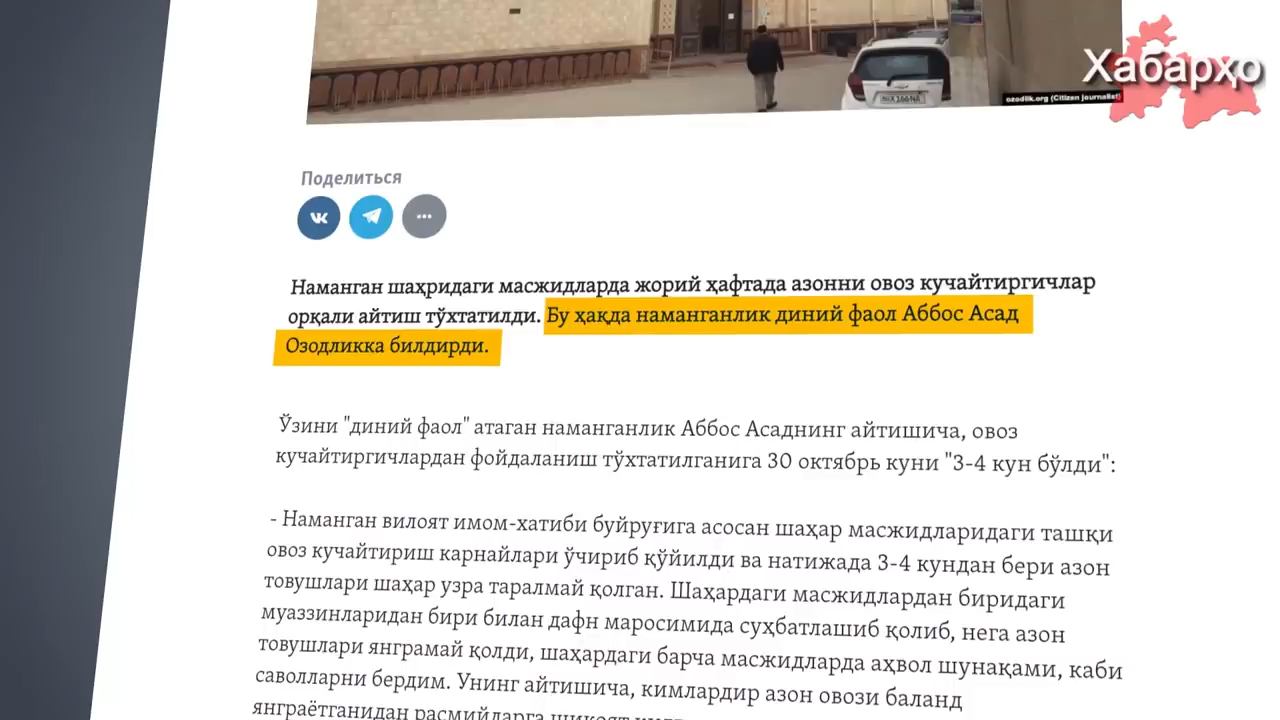 Хабарҳо
ozodlik.org (Citizen journalist)
Поделиться
Наманган шаҳридаги масжидларда жорий ҳафтада азонни овоз кучайтиргичлар
орқали айтиш тўхтатилди. Бу ҳақда наманганлик диний фаол Аббос Асад
Озодликка билдирди.
Ўзини "диний фаол" атаган наманганлик Аббос Асаднинг айтишича, овоз
кучайтиргичлардан фойдаланиш тўхтатилганига 30 октябрь куни "3-4 кун бўлди":
- Наманган вилоят имом-хатиби буйруғига асосан шаҳар масжидларидаги ташқи
овоз кучайтириш карнайлари ўчириб қўйилди ва натижада 3-4 кундан бери азон
товушлари шаҳар узра таралмай қолган. Шаҳардаги масжидлардан биридаги
муаззинларидан бири билан дафн маросимида суҳбатлашиб қолиб, нега азон
товушлари янграмай қолди, шаҳардаги барча масжидларда аҳвол шунақами, каби
саволларни бердим. Унинг айтишича, кимлардир азон овози баланд
янграётганидан расмийларга шикоят